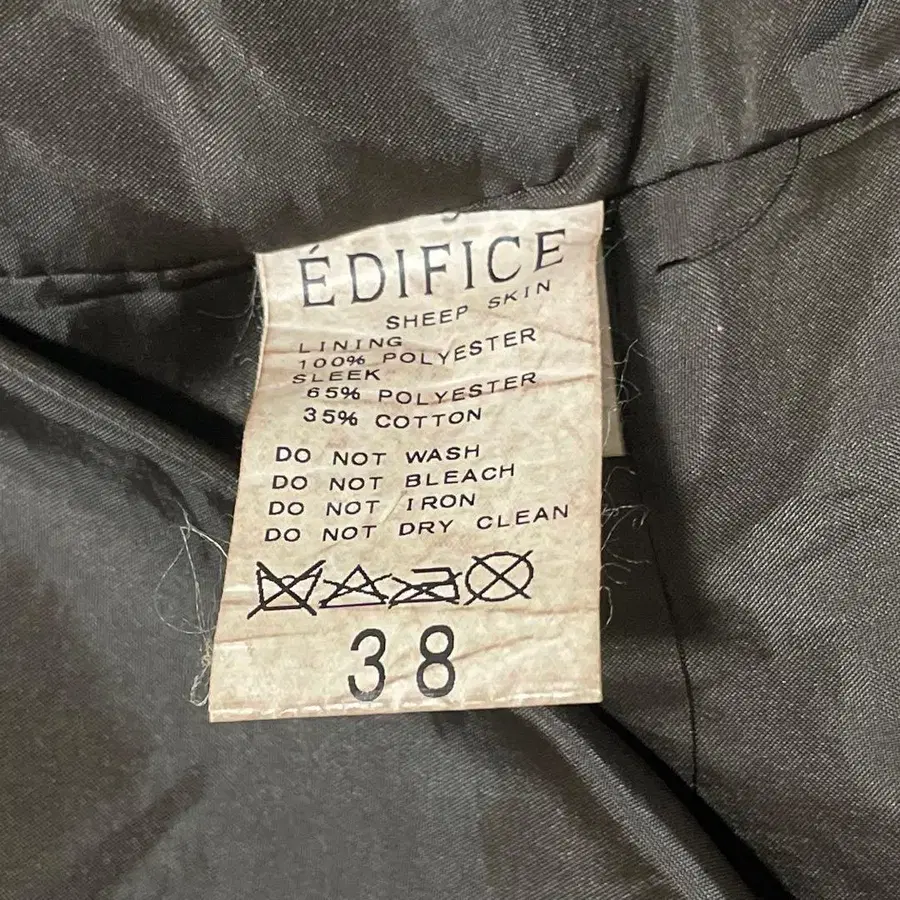 ÉDIFICE
SHEEP SKIN
LINING
100% POLYESTER
SLEEK
65% POLYESTER
35% COTTON
DO NOT WASH
DO NOT BLEACH
DO NOT IRON
DO NOT DRY CLEAN
38